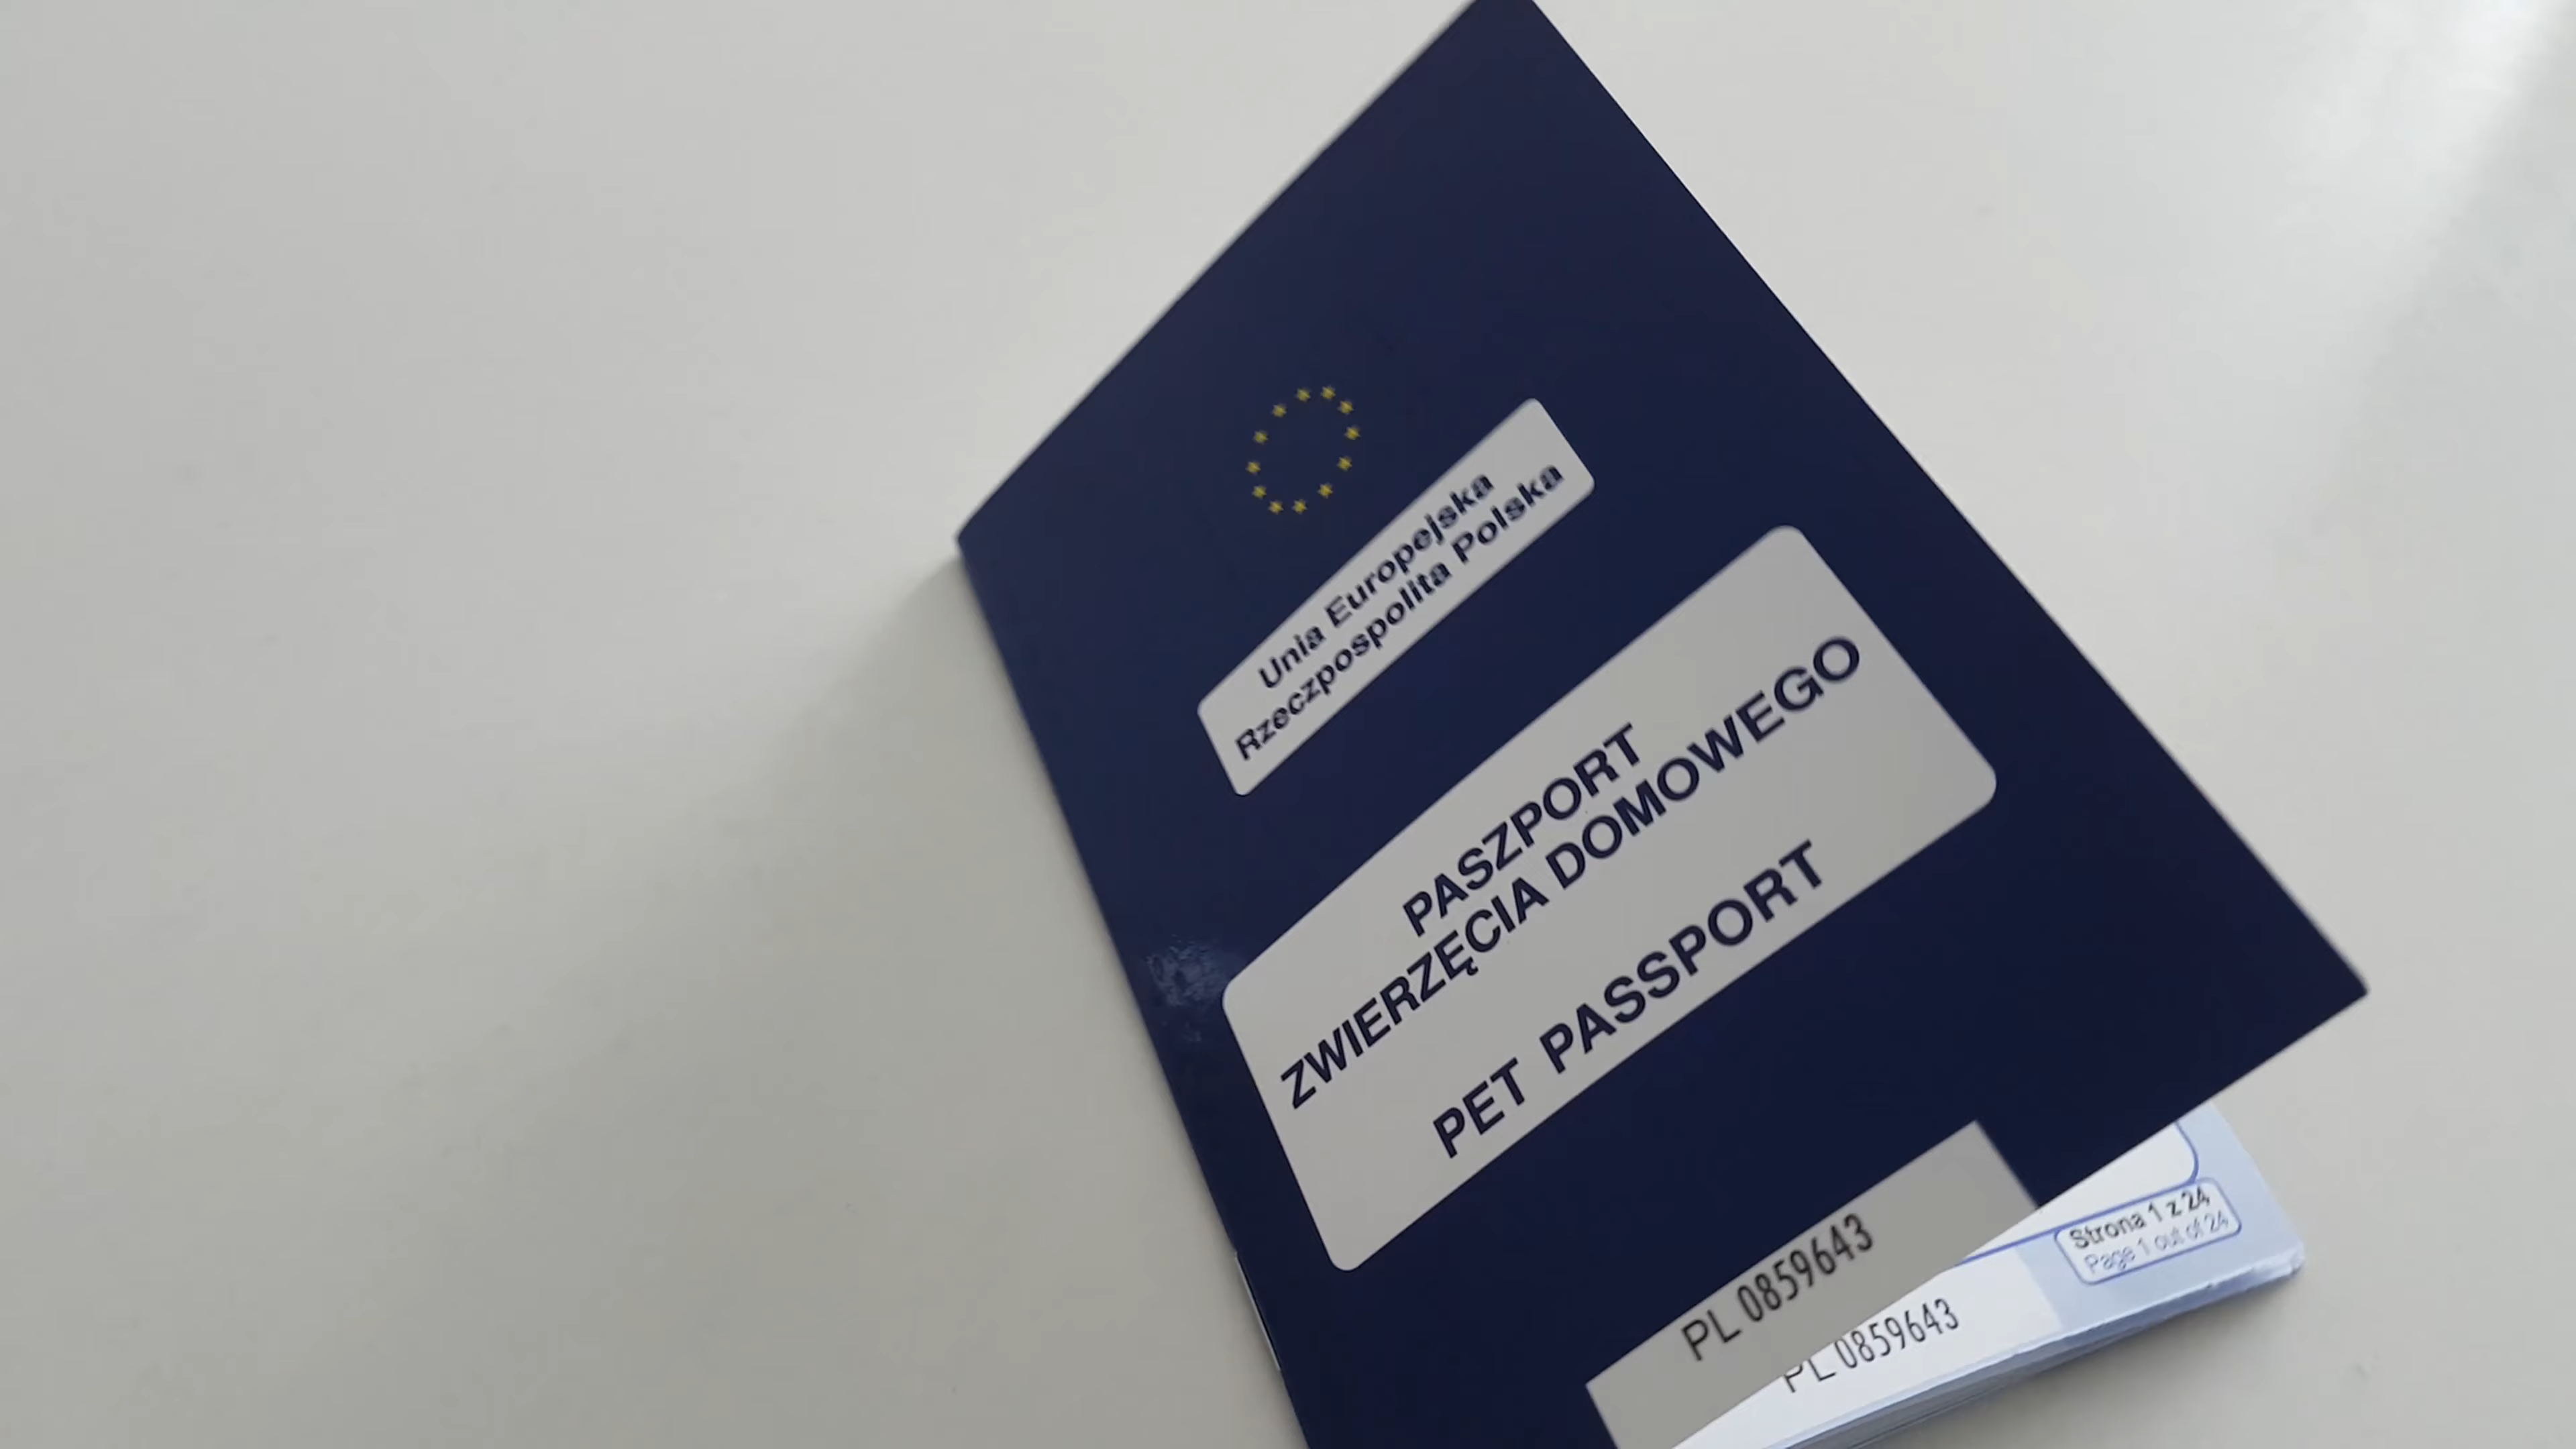 Unia Europejska
Rzeczpospolita Polska
PASZPORT
ZWIERZĘCIA DOMOWEGO
PET PASSPORT
PL 0859643
Strona 1 z 24
Page 1 out of 24
PL 0859643